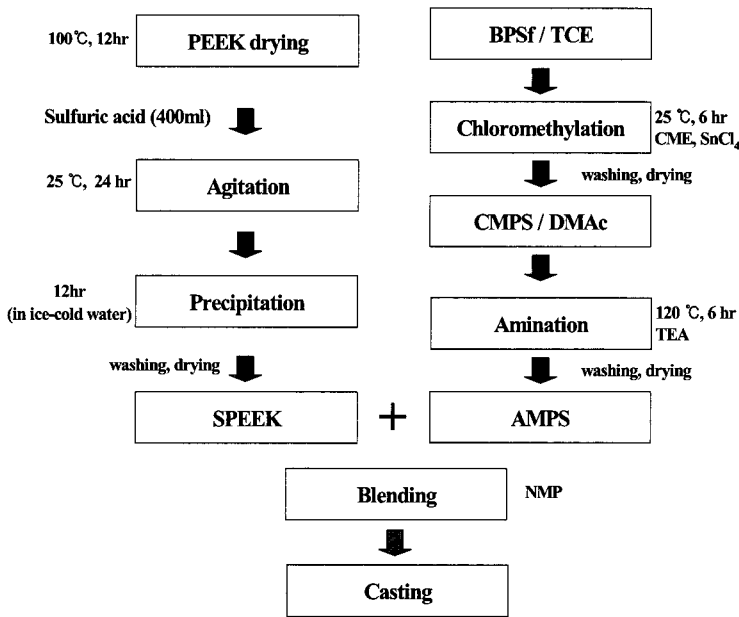 100℃, 12hr
PEEK drying
Sulfuric acid (400ml)
25 ℃, 24 hr
Agitation
12hr
(in ice-cold water)
Precipitation
washing, drying
SPEEK
+
BPSf / TCE
Chloromethylation
25 ℃, 6 hr
CME, SnCl₄
washing, drying
CMPS / DMAc
Amination
120 ℃, 6 hr
TEA
washing, drying
AMPS
Blending
NMP
Casting